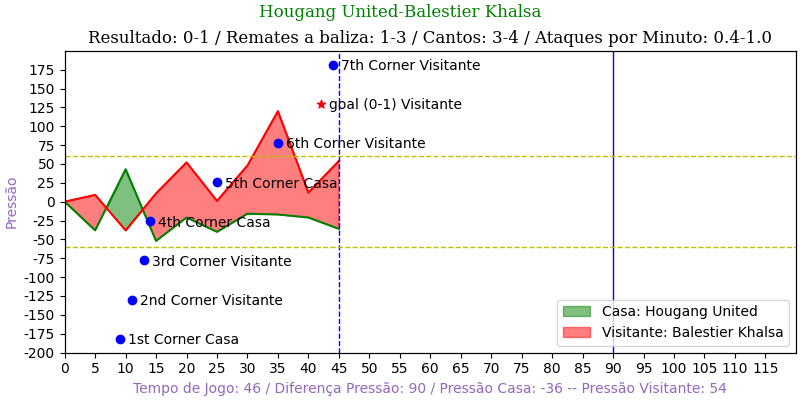 Hougang United-Balestier Khalsa
Resultado: 0-1 / Remates a baliza: 1-3 / Cantos: 3-4 / Ataques por Minuto: 0.4-1.0
Pressão
175
150
125
100
75
50
25
0
-25
-50
-75
-100
-125
-150
-175
-200
7th Corner Visitante
goal (0-1) Visitante
6th Corner Visitante
5th Corner Casa
4th Corner Casa
3rd Corner Visitante
2nd Corner Visitante
1st Corner Casa
Casa: Hougang United
Visitante: Balestier Khalsa
0 5 10 15 20 25 30 35 40 45 50 55 60 65 70 75 80 85 90 95 100 105 110 115
Tempo de Jogo: 46 / Diferença Pressão: 90 / Pressão Casa: -36 -- Pressão Visitante: 54